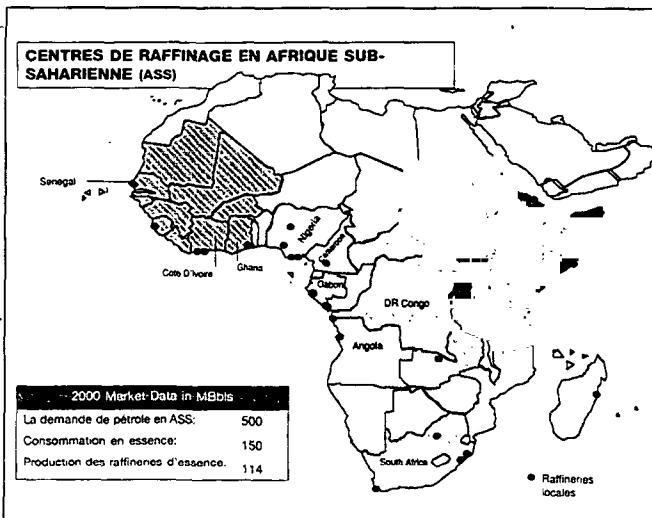 CENTRES DE RAFFINAGE EN AFRIQUE SUB-
SAHARIENNE (ASS)
Senegal
Nigeria
Cameroone
Cote D'Ivoire
Ghana
Gabon
DR Congo
Angola
South Africa
2000 Market-Data in MBbls
La demande de pétrole en ASS: 500
Consommation en essence: 150
Production des raffineries d'essence. 114
Raffineries
locales